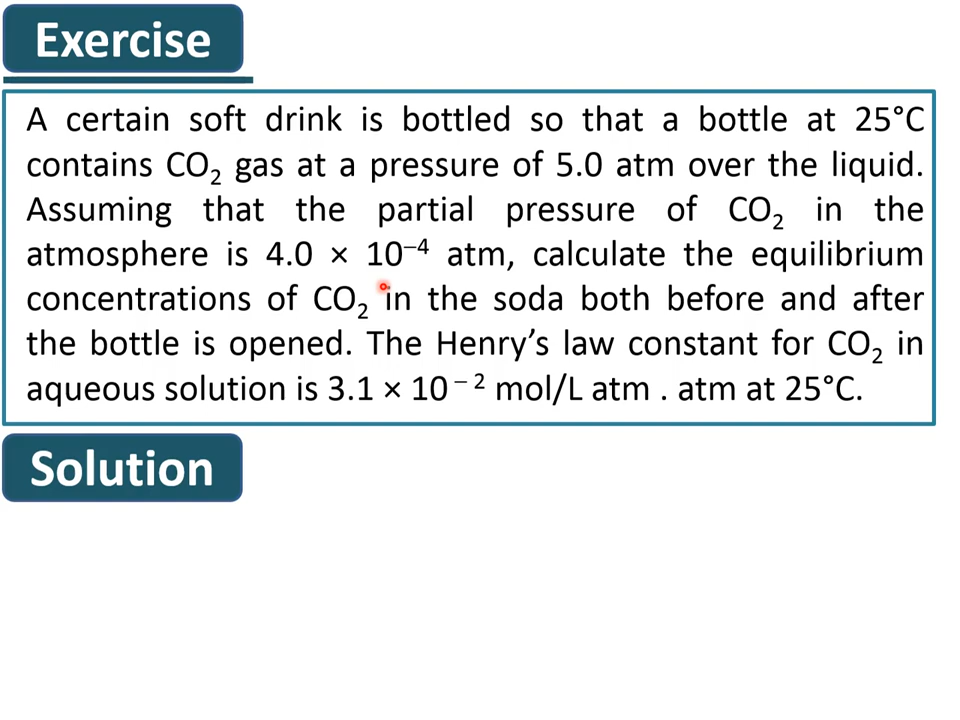 Exercise
A certain soft drink is bottled so that a bottle at 25°C
contains CO₂ gas at a pressure of 5.0 atm over the liquid.
Assuming that the partial pressure of CO₂ in the
atmosphere is 4.0 × 10⁻⁴ atm, calculate the equilibrium
concentrations of CO₂ in the soda both before and after
the bottle is opened. The Henry’s law constant for CO₂ in
aqueous solution is 3.1 × 10⁻² mol/L atm . atm at 25°C.
Solution